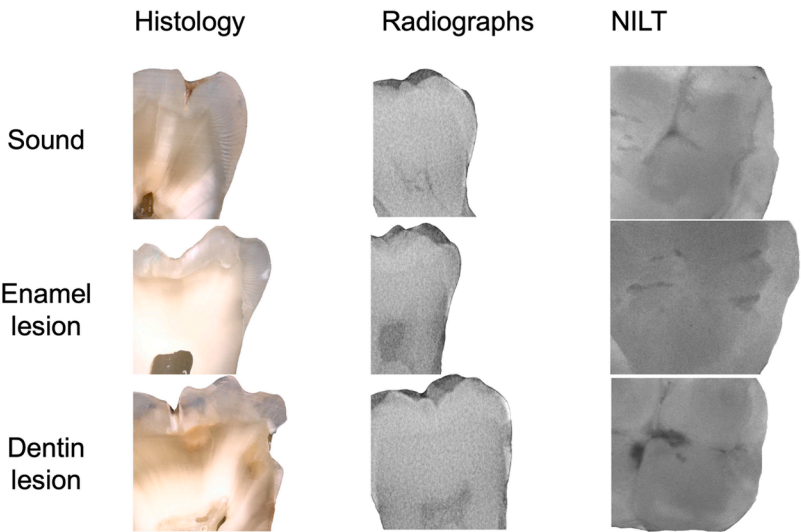 Histology
Radiographs
NILT
Sound
Enamel
lesion
Dentin
lesion